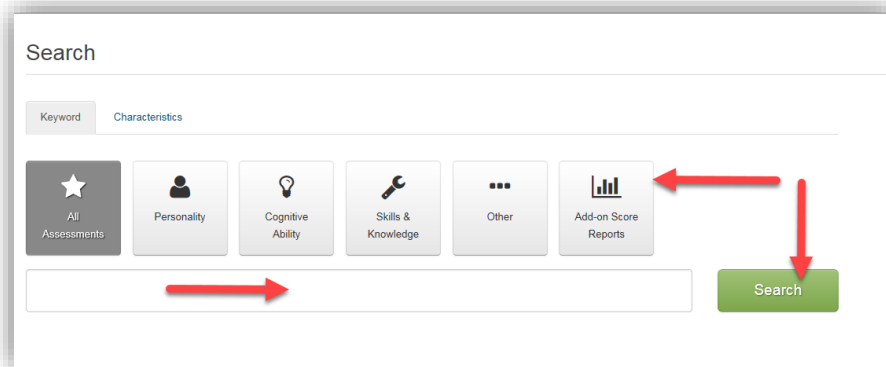 Search
Keyword Characteristics
All
Assessments
Personality
Cognitive
Ability
Skills &
Knowledge
Other
Add-on Score
Reports
Search